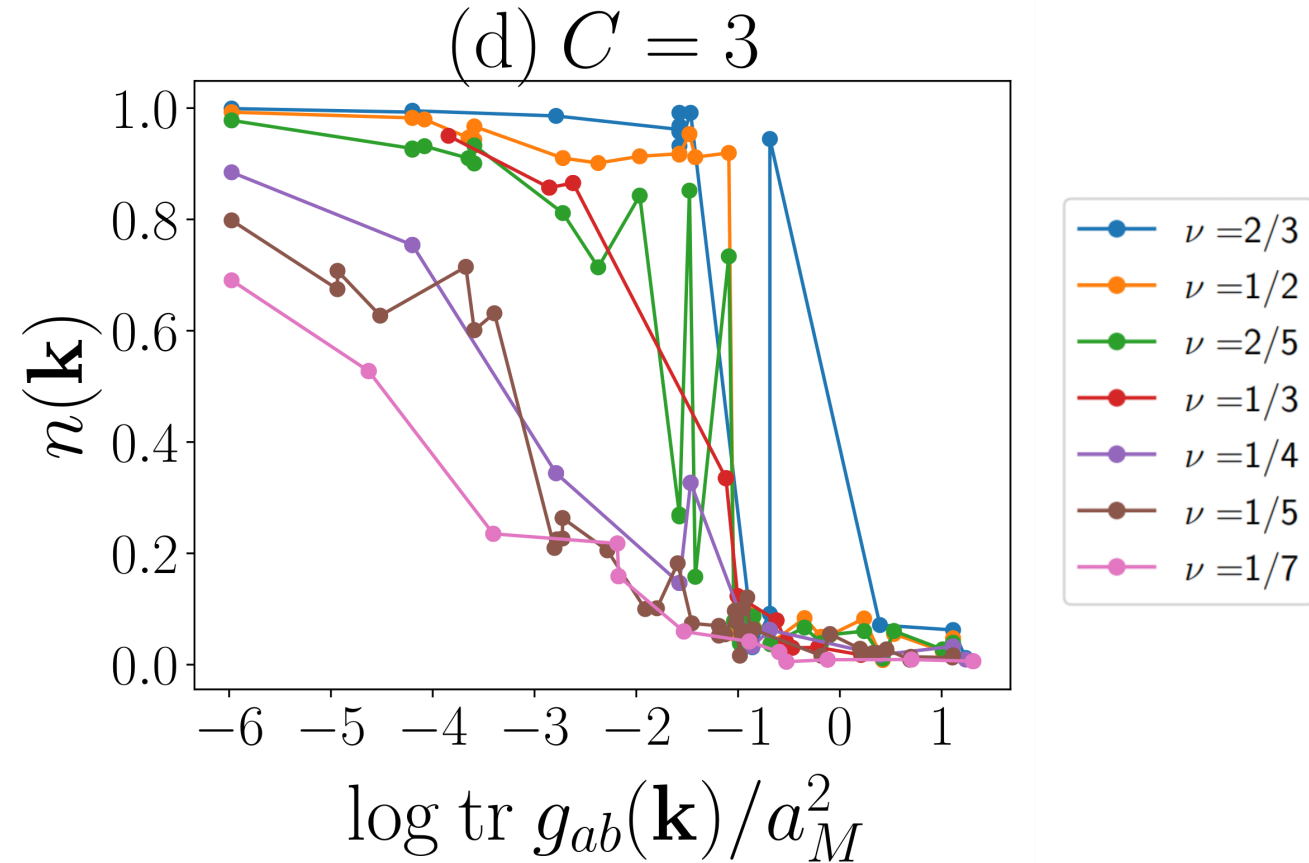 (d) C = 3
1.0
0.8
0.6
0.4
0.2
0.0
n(k)
−6 −5 −4 −3 −2 −1 0 1
log tr g_{ab}(k)/a_M^2
ν =2/3
ν =1/2
ν =2/5
ν =1/3
ν =1/4
ν =1/5
ν =1/7